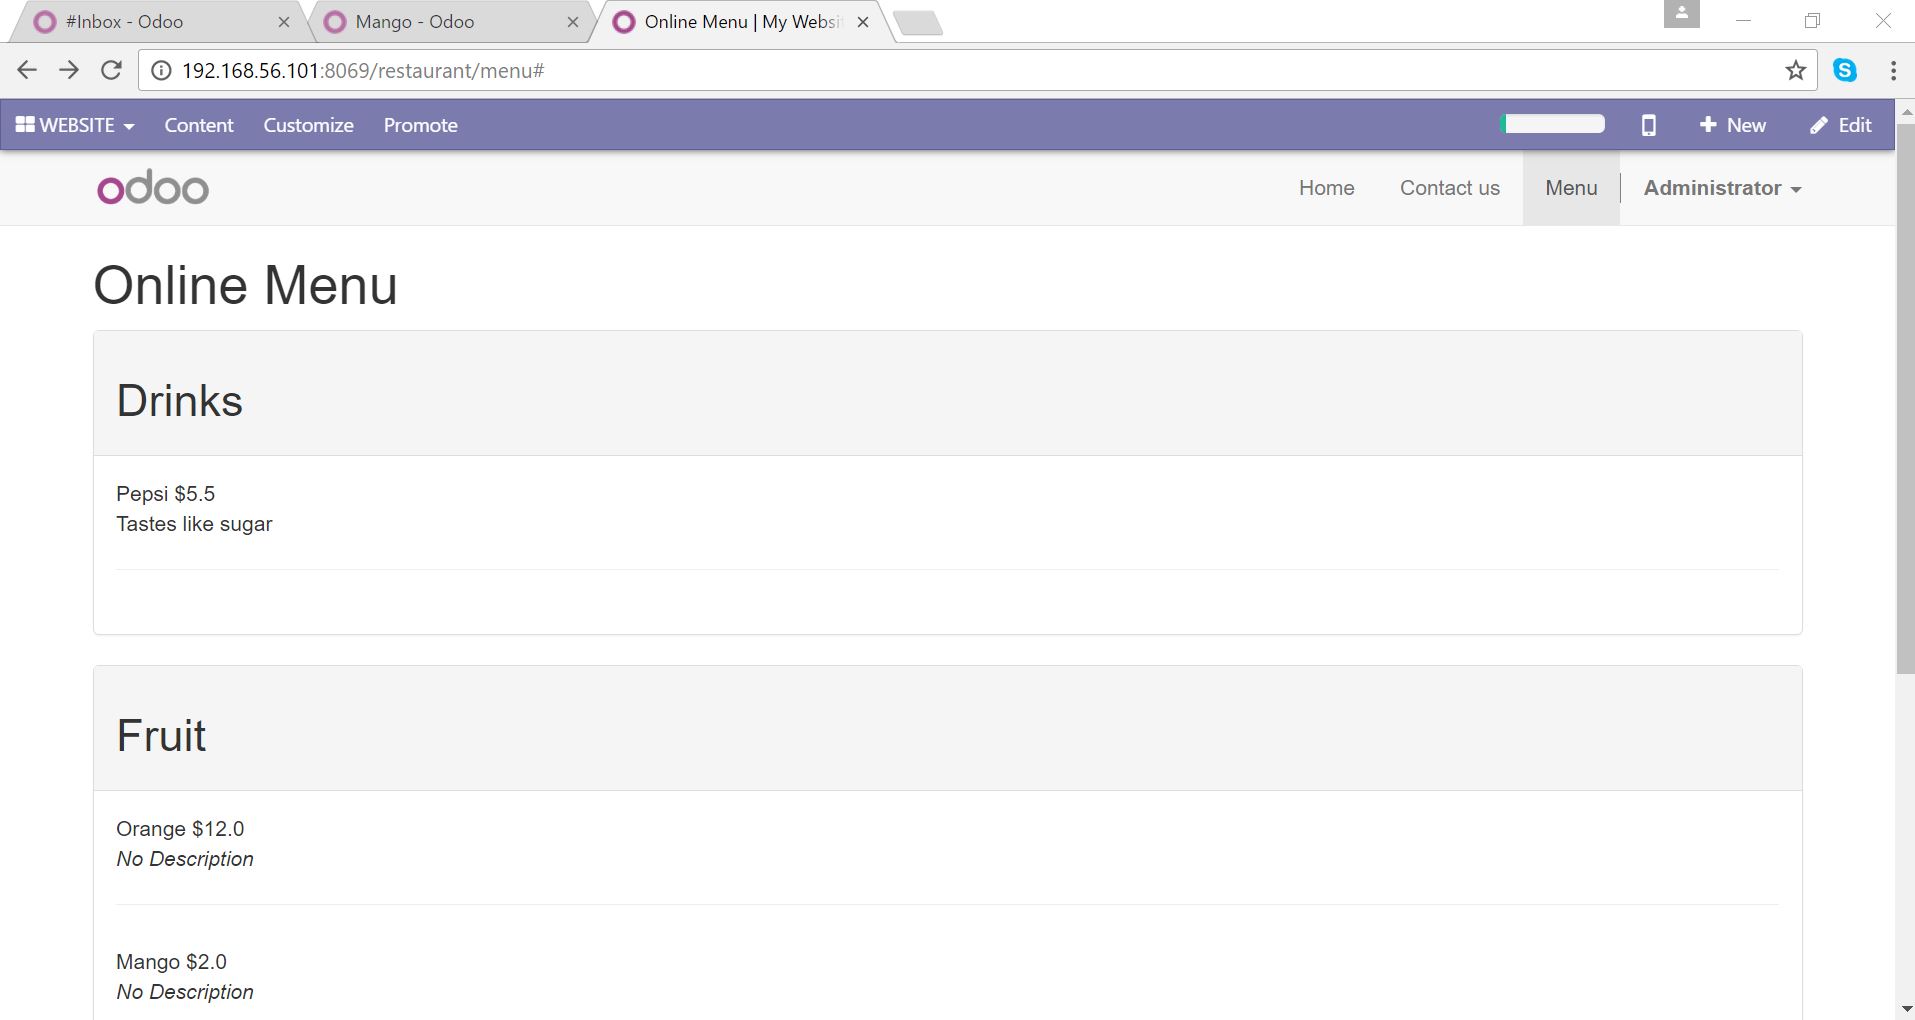 #Inbox - Odoo
Mango - Odoo
Online Menu | My Websi
192.168.56.101:8069/restaurant/menu#
WEBSITE
Content
Customize
Promote
New
Edit
odoo
Home
Contact us
Menu
Administrator
Online Menu
Drinks
Pepsi $5.5
Tastes like sugar
Fruit
Orange $12.0
No Description
Mango $2.0
No Description